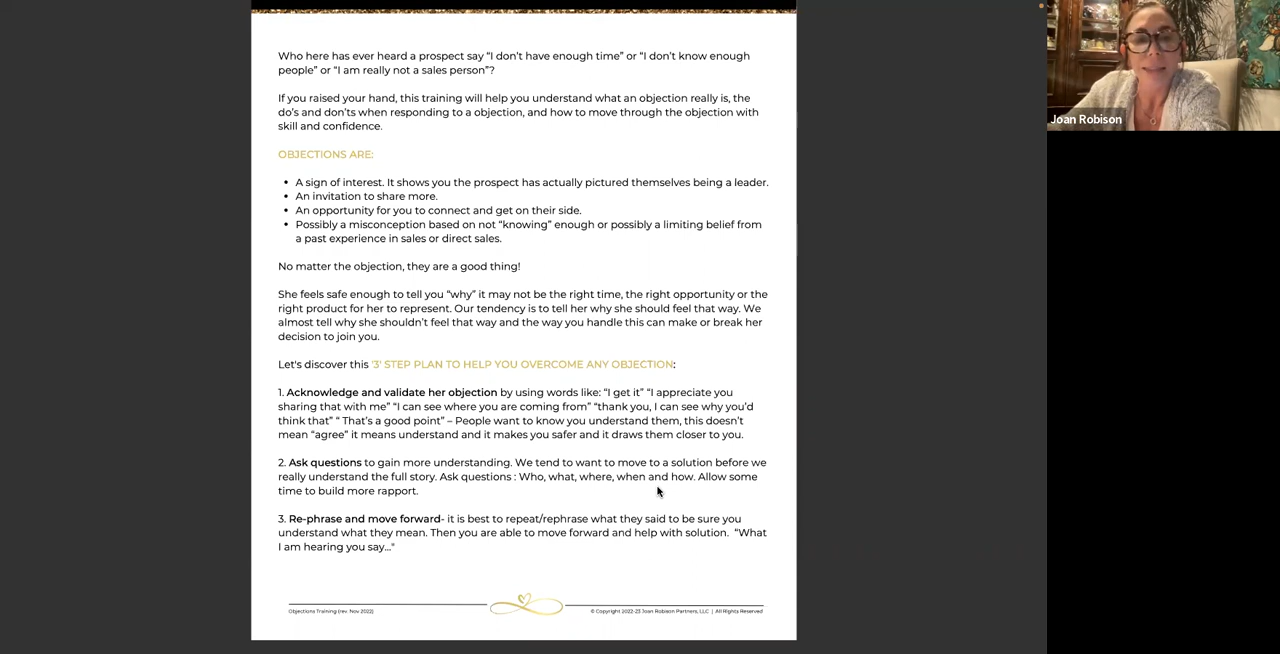 Who here has ever heard a prospect say “I don’t have enough time” or “I don’t know enough
people” or “I am really not a sales person”?
If you raised your hand, this training will help you understand what an objection really is, the
do’s and don’ts when responding to a objection, and how to move through the objection with
skill and confidence.
OBJECTIONS ARE:
• A sign of interest. It shows you the prospect has actually pictured themselves being a leader.
• An invitation to share more.
• An opportunity for you to connect and get on their side.
• Possibly a misconception based on not “knowing” enough or possibly a limiting belief from
a past experience in sales or direct sales.
No matter the objection, they are a good thing!
She feels safe enough to tell you “why” it may not be the right time, the right opportunity or the
right product for her to represent. Our tendency is to tell her why she should feel that way. We
almost tell why she shouldn’t feel that way and the way you handle this can make or break her
decision to join you.
Let's discover this '3' STEP PLAN TO HELP YOU OVERCOME ANY OBJECTION:
1. Acknowledge and validate her objection by using words like: “I get it” “I appreciate you
sharing that with me” “I can see where you are coming from” “thank you, I can see why you’d
think that” “ That’s a good point” – People want to know you understand them, this doesn’t
mean “agree” it means understand and it makes you safer and it draws them closer to you.
2. Ask questions to gain more understanding. We tend to want to move to a solution before we
really understand the full story. Ask questions : Who, what, where, when and how. Allow some
time to build more rapport.
3. Re-phrase and move forward- it is best to repeat/rephrase what they said to be sure you
understand what they mean. Then you are able to move forward and help with solution. “What
I am hearing you say..."
Objections Training (rev. Nov 2022)
© Copyright 2022-23 Joan Robison Partners, LLC | All Rights Reserved
Joan Robison